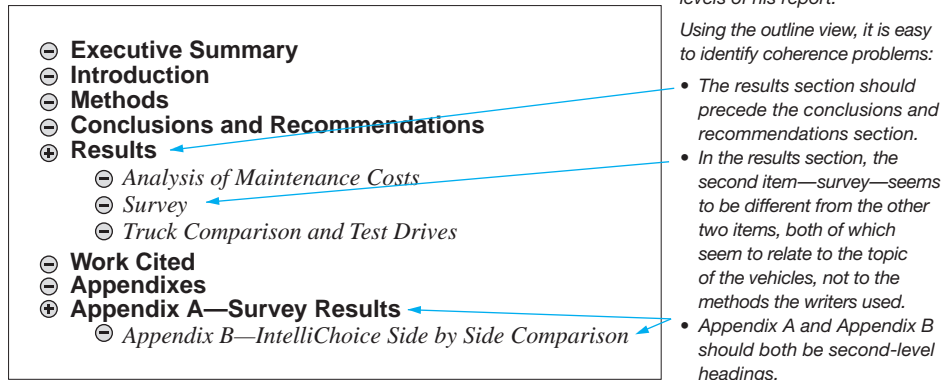 Executive Summary
Introduction
Methods
Conclusions and Recommendations
Results
Analysis of Maintenance Costs
Survey
Truck Comparison and Test Drives
Work Cited
Appendixes
Appendix A—Survey Results
Appendix B—IntelliChoice Side by Side Comparison
levels of his report.
Using the outline view, it is easy
to identify coherence problems:
• The results section should
precede the conclusions and
recommendations section.
• In the results section, the
second item—survey—seems
to be different from the other
two items, both of which
seem to relate to the topic
of the vehicles, not to the
methods the writers used.
• Appendix A and Appendix B
should both be second-level
headings.